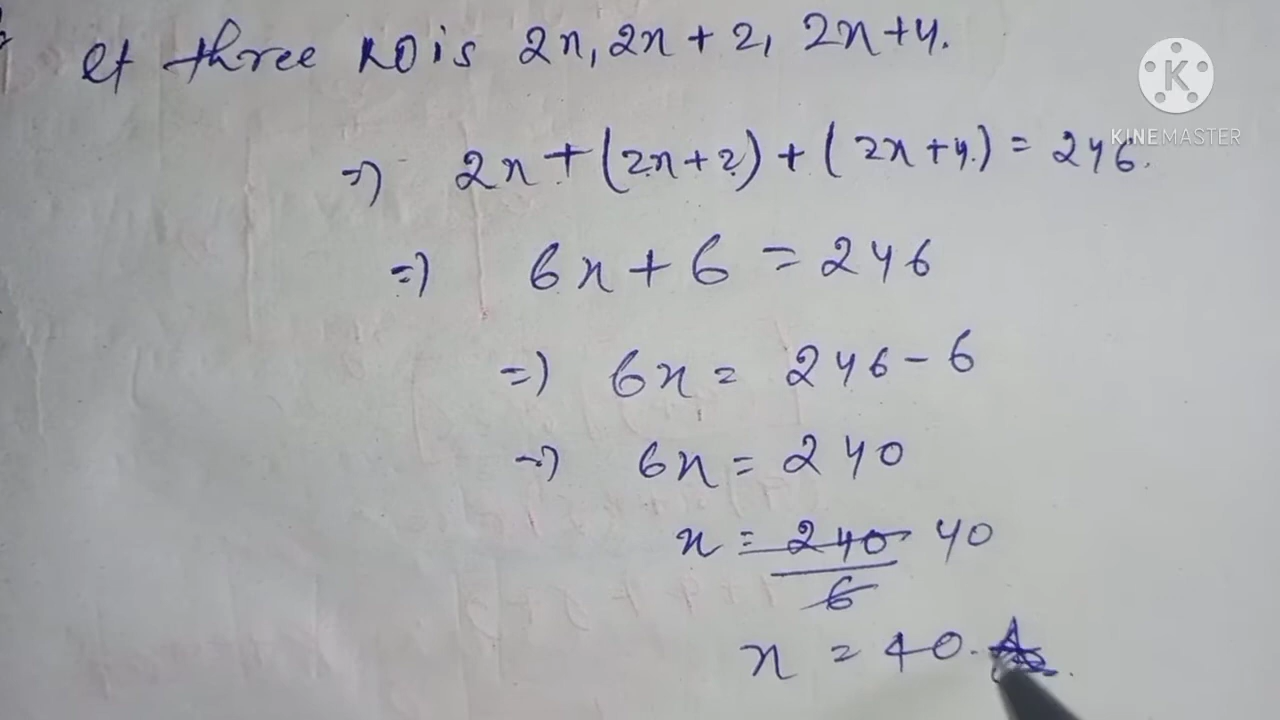 et three NO is 2x, 2x + 2, 2x+4.
K
KINEMASTER
=) 2x + (2x+2) + (2x+4) = 246.
=) 6x + 6 = 246
=) 6x = 246 - 6
=) 6x = 240
x = 240/6 40
x = 40.